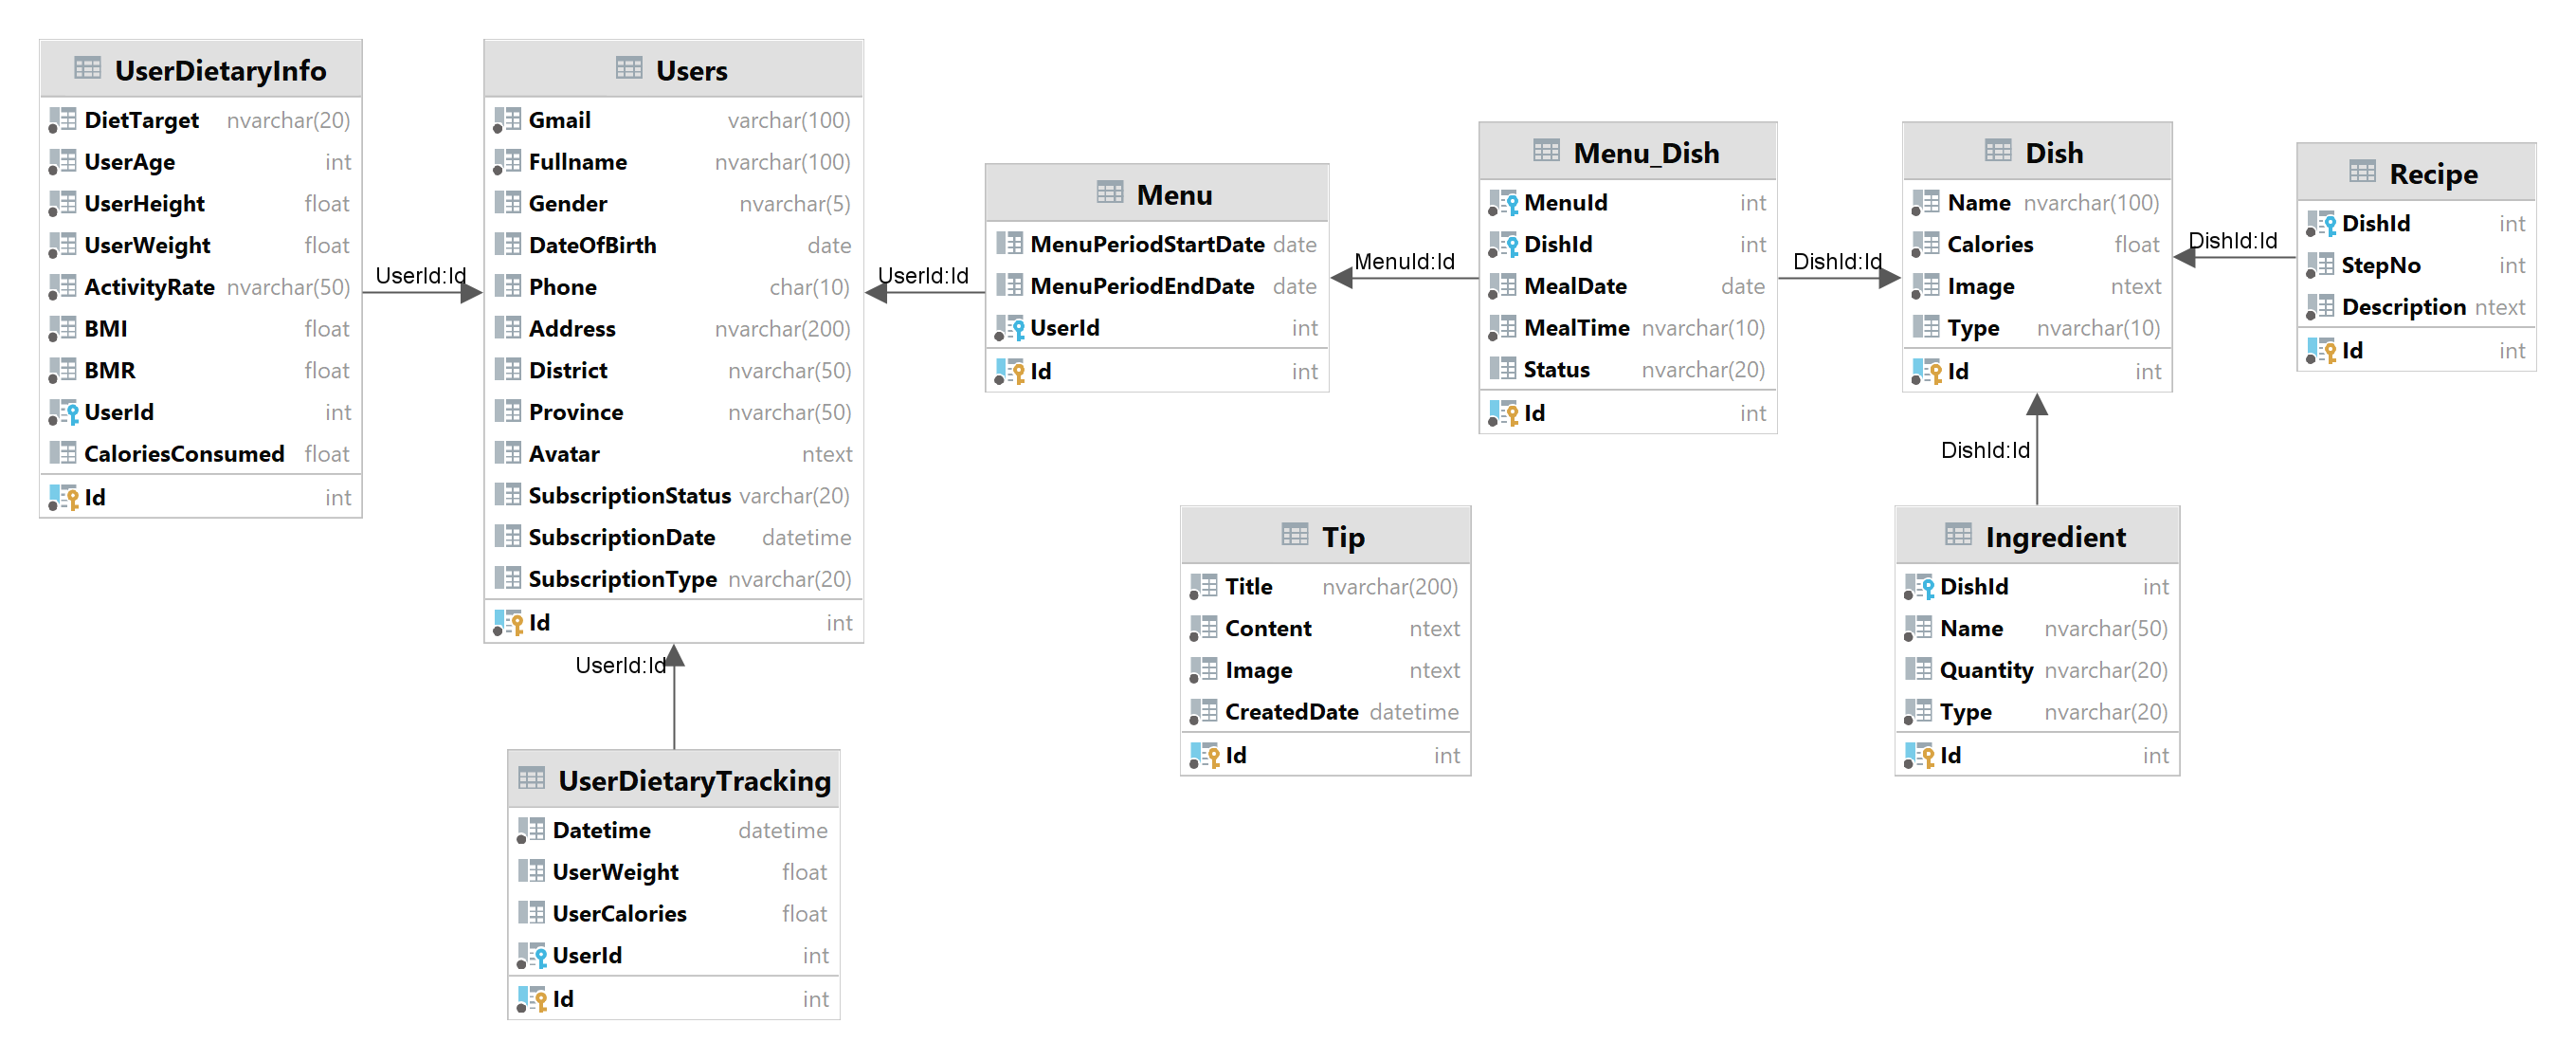 UserDietaryInfo
DietTarget nvarchar(20)
UserAge int
UserHeight float
UserWeight float
ActivityRate nvarchar(50)
BMI float
BMR float
UserId int
CaloriesConsumed float
Id int
UserId:Id
Users
Gmail varchar(100)
Fullname nvarchar(100)
Gender nvarchar(5)
DateOfBirth date
Phone char(10)
Address nvarchar(200)
District nvarchar(50)
Province nvarchar(50)
Avatar ntext
SubscriptionStatus varchar(20)
SubscriptionDate datetime
SubscriptionType nvarchar(20)
Id int
UserId:Id
UserDietaryTracking
Datetime datetime
UserWeight float
UserCalories float
UserId int
Id int
UserId:Id
Menu
MenuPeriodStartDate date
MenuPeriodEndDate date
UserId int
Id int
MenuId:Id
Menu_Dish
MenuId int
DishId int
MealDate date
MealTime nvarchar(10)
Status nvarchar(20)
Id int
DishId:Id
Dish
Name nvarchar(100)
Calories float
Image ntext
Type nvarchar(10)
Id int
DishId:Id
Recipe
DishId int
StepNo int
Description ntext
Id int
DishId:Id
Tip
Title nvarchar(200)
Content ntext
Image ntext
CreatedDate datetime
Id int
Ingredient
DishId int
Name nvarchar(50)
Quantity nvarchar(20)
Type nvarchar(20)
Id int